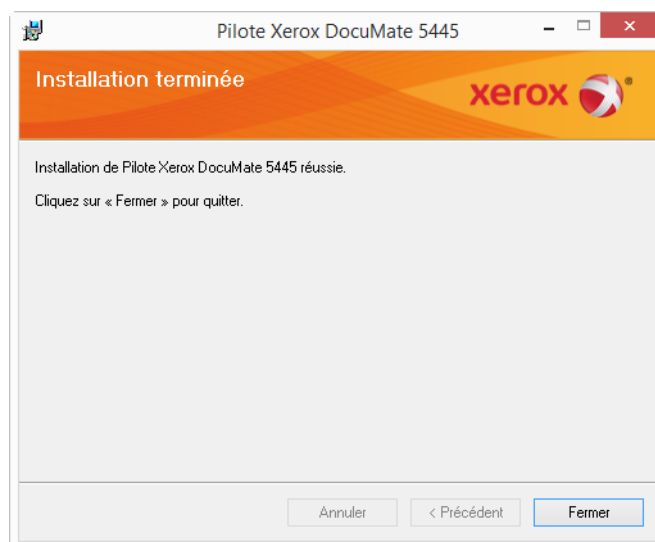 Pilote Xerox DocuMate 5445
Installation terminée
xerox
Installation de Pilote Xerox DocuMate 5445 réussie.
Cliquez sur « Fermer » pour quitter.
Annuler
< Précédent
Fermer